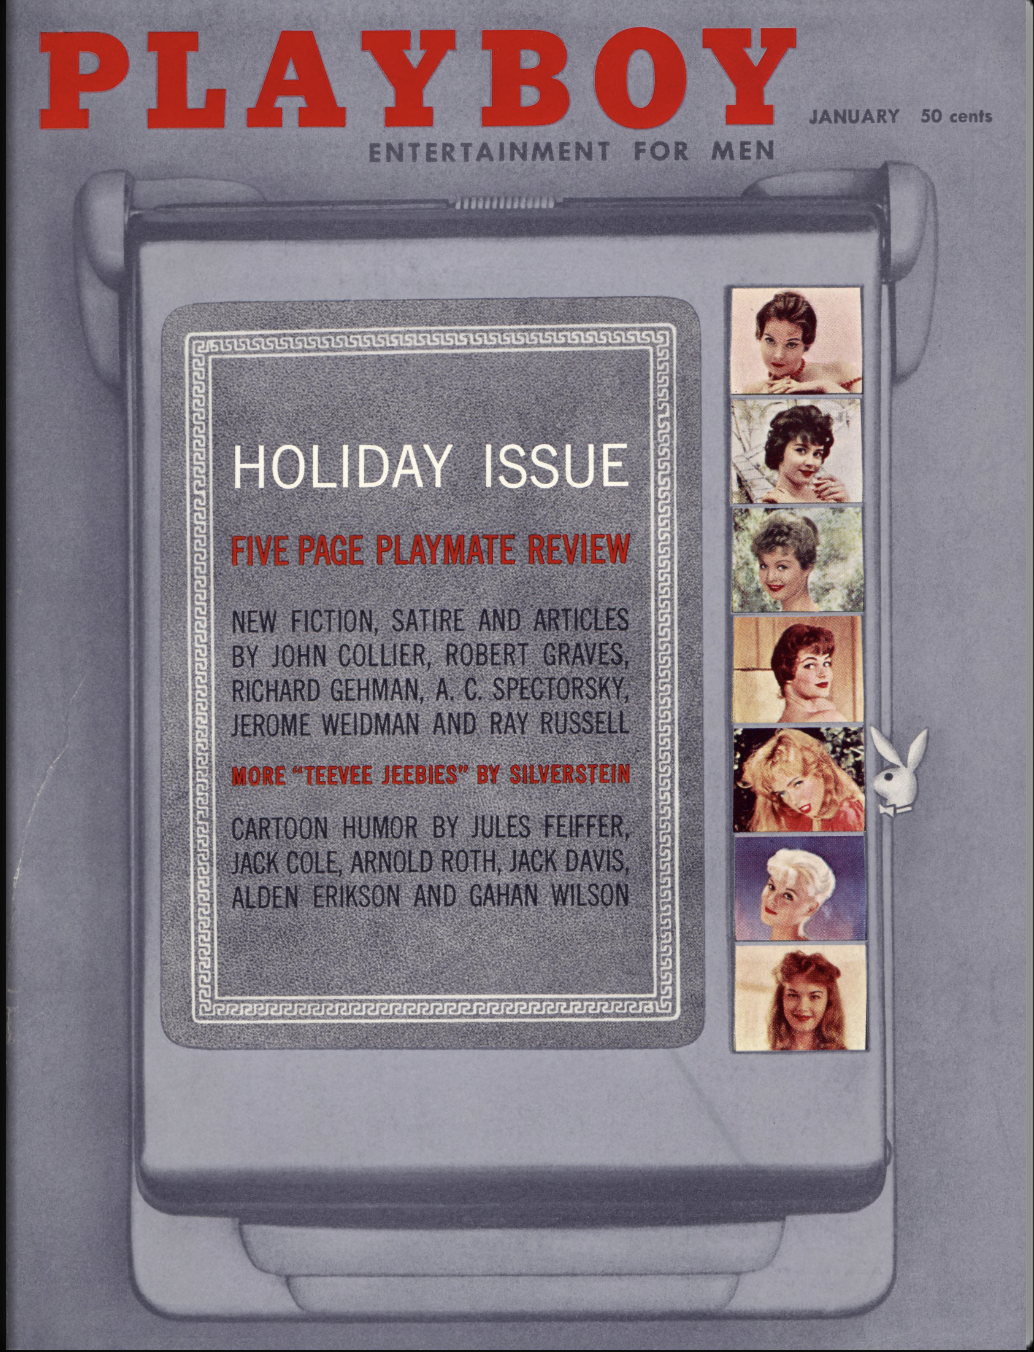 PLAYBOY
JANUARY 50 cents
ENTERTAINMENT FOR MEN
HOLIDAY ISSUE
FIVE PAGE PLAYMATE REVIEW
NEW FICTION, SATIRE AND ARTICLES
BY JOHN COLLIER, ROBERT GRAVES,
RICHARD GEHMAN, A. C. SPECTORSKY,
JEROME WEIDMAN AND RAY RUSSELL
MORE “TEEVEE JEEBIES” BY SILVERSTEIN
CARTOON HUMOR BY JULES FEIFFER,
JACK COLE, ARNOLD ROTH, JACK DAVIS,
ALDEN ERIKSON AND GAHAN WILSON